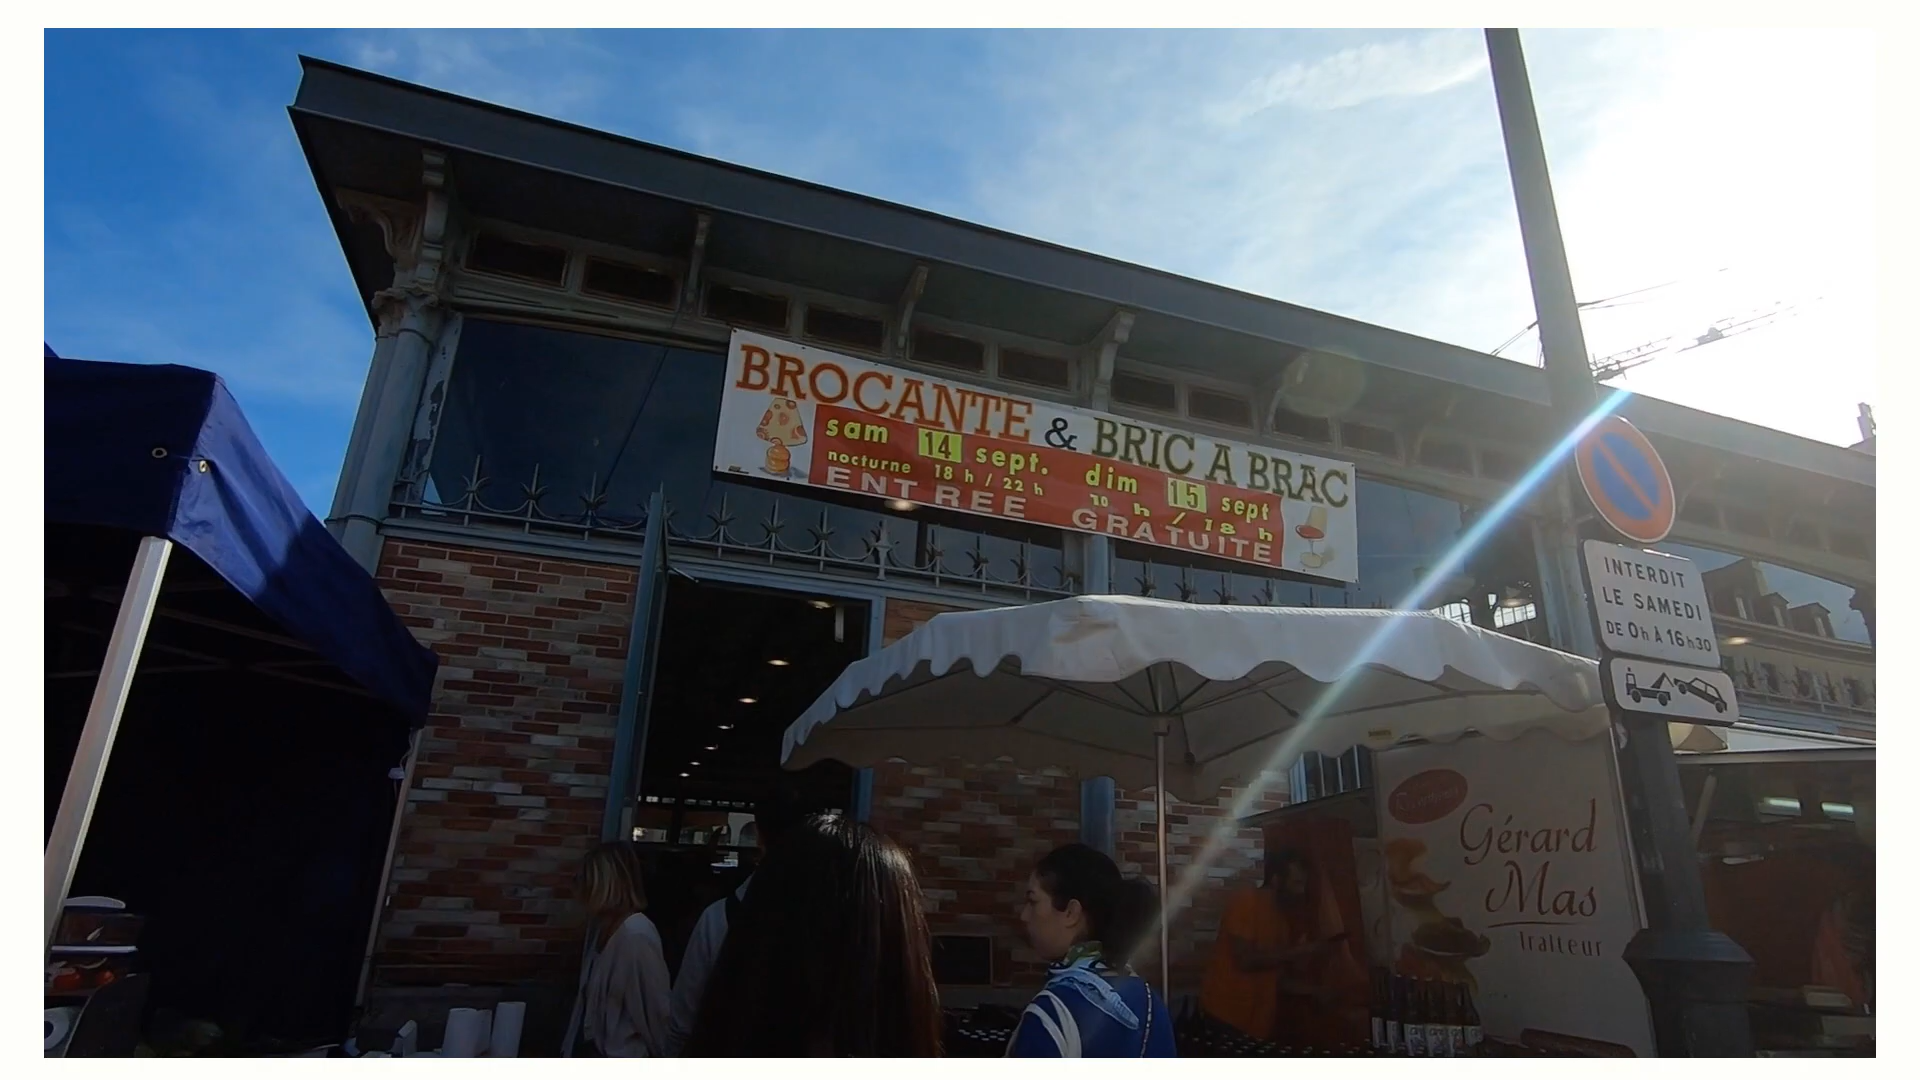 BROCANTE & BRIC A BRAC
sam 14 sept. dim 15 sept
nocturne 18 h / 22 h 10 h / 18 h
ENTREE GRATUITE
INTERDIT
LE SAMEDI
DE 0h A 16h30
Gérard
Mas
Traiteur